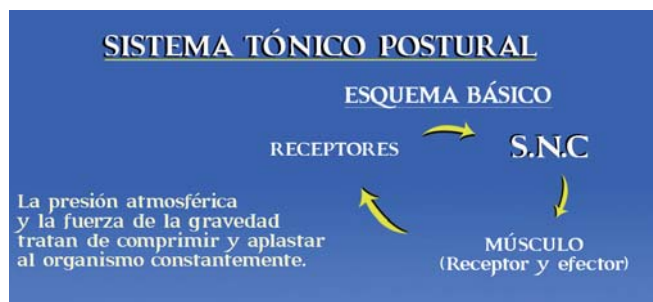 SISTEMA TÓNICO POSTURAL
ESQUEMA BÁSICO
RECEPTORES
S.N.C
La presión atmosférica
y la fuerza de la gravedad
tratan de comprimir y aplastar
al organismo constantemente.
MÚSCULO
(Receptor y efector)